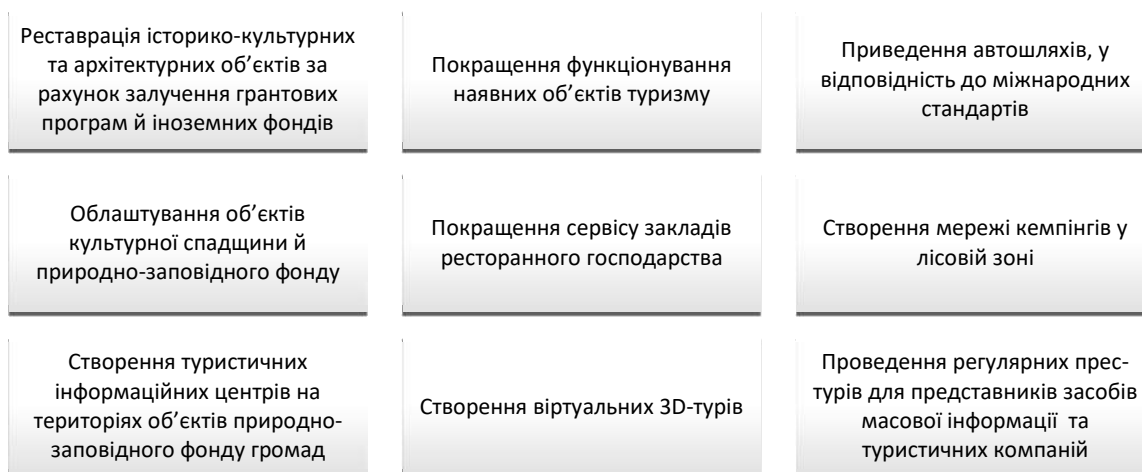 Реставрація історико-культурних
та архітектурних об’єктів за
рахунок залучення грантових
програм й іноземних фондів
Покращення функціонування
наявних об’єктів туризму
Приведення автошляхів, у
відповідність до міжнародних
стандартів
Облаштування об’єктів
культурної спадщини й
природно-заповідного фонду
Покращення сервісу закладів
ресторанного господарства
Створення мережі кемпінгів у
лісовій зоні
Створення туристичних
інформаційних центрів на
територіях об’єктів природно-
заповідного фонду громад
Створення віртуальних 3D-турів
Проведення регулярних прес-
турів для представників засобів
масової інформації та
туристичних компаній